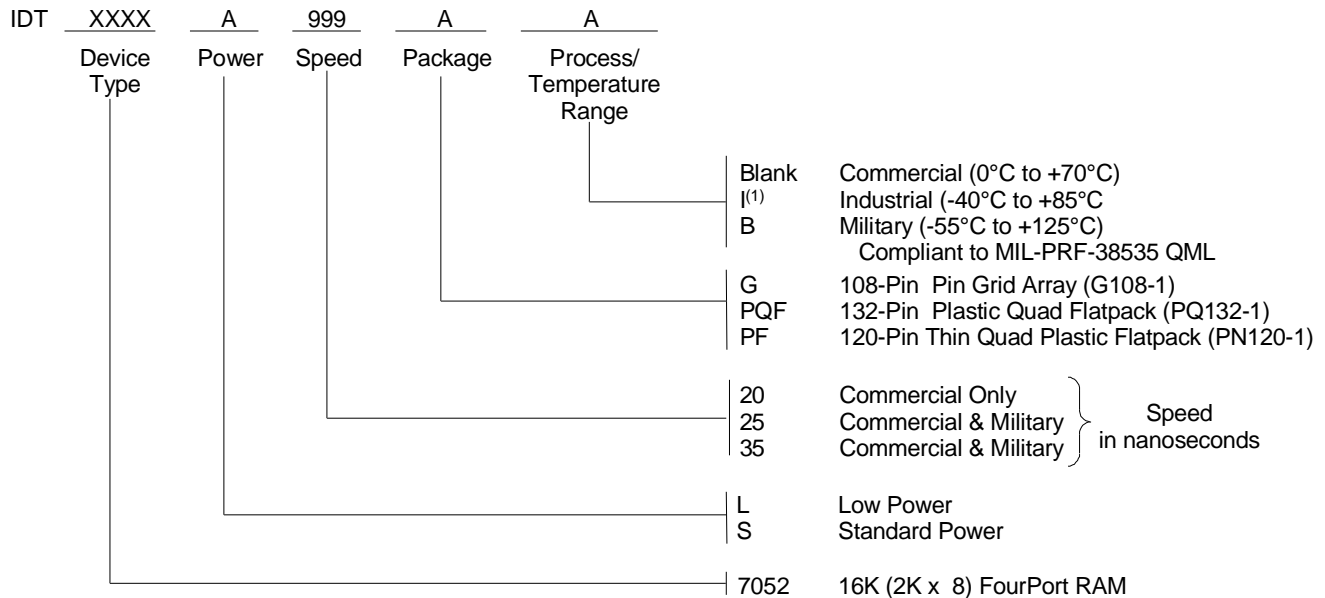 IDT XXXX A 999 A A
Device Type Power Speed Package Process/ Temperature Range
Blank Commercial (0°C to +70°C)
I(1) Industrial (-40°C to +85°C
B Military (-55°C to +125°C)
Compliant to MIL-PRF-38535 QML
G 108-Pin Pin Grid Array (G108-1)
PQF 132-Pin Plastic Quad Flatpack (PQ132-1)
PF 120-Pin Thin Quad Plastic Flatpack (PN120-1)
20 Commercial Only
25 Commercial & Military
35 Commercial & Military
Speed
in nanoseconds
L Low Power
S Standard Power
7052 16K (2K x 8) FourPort RAM